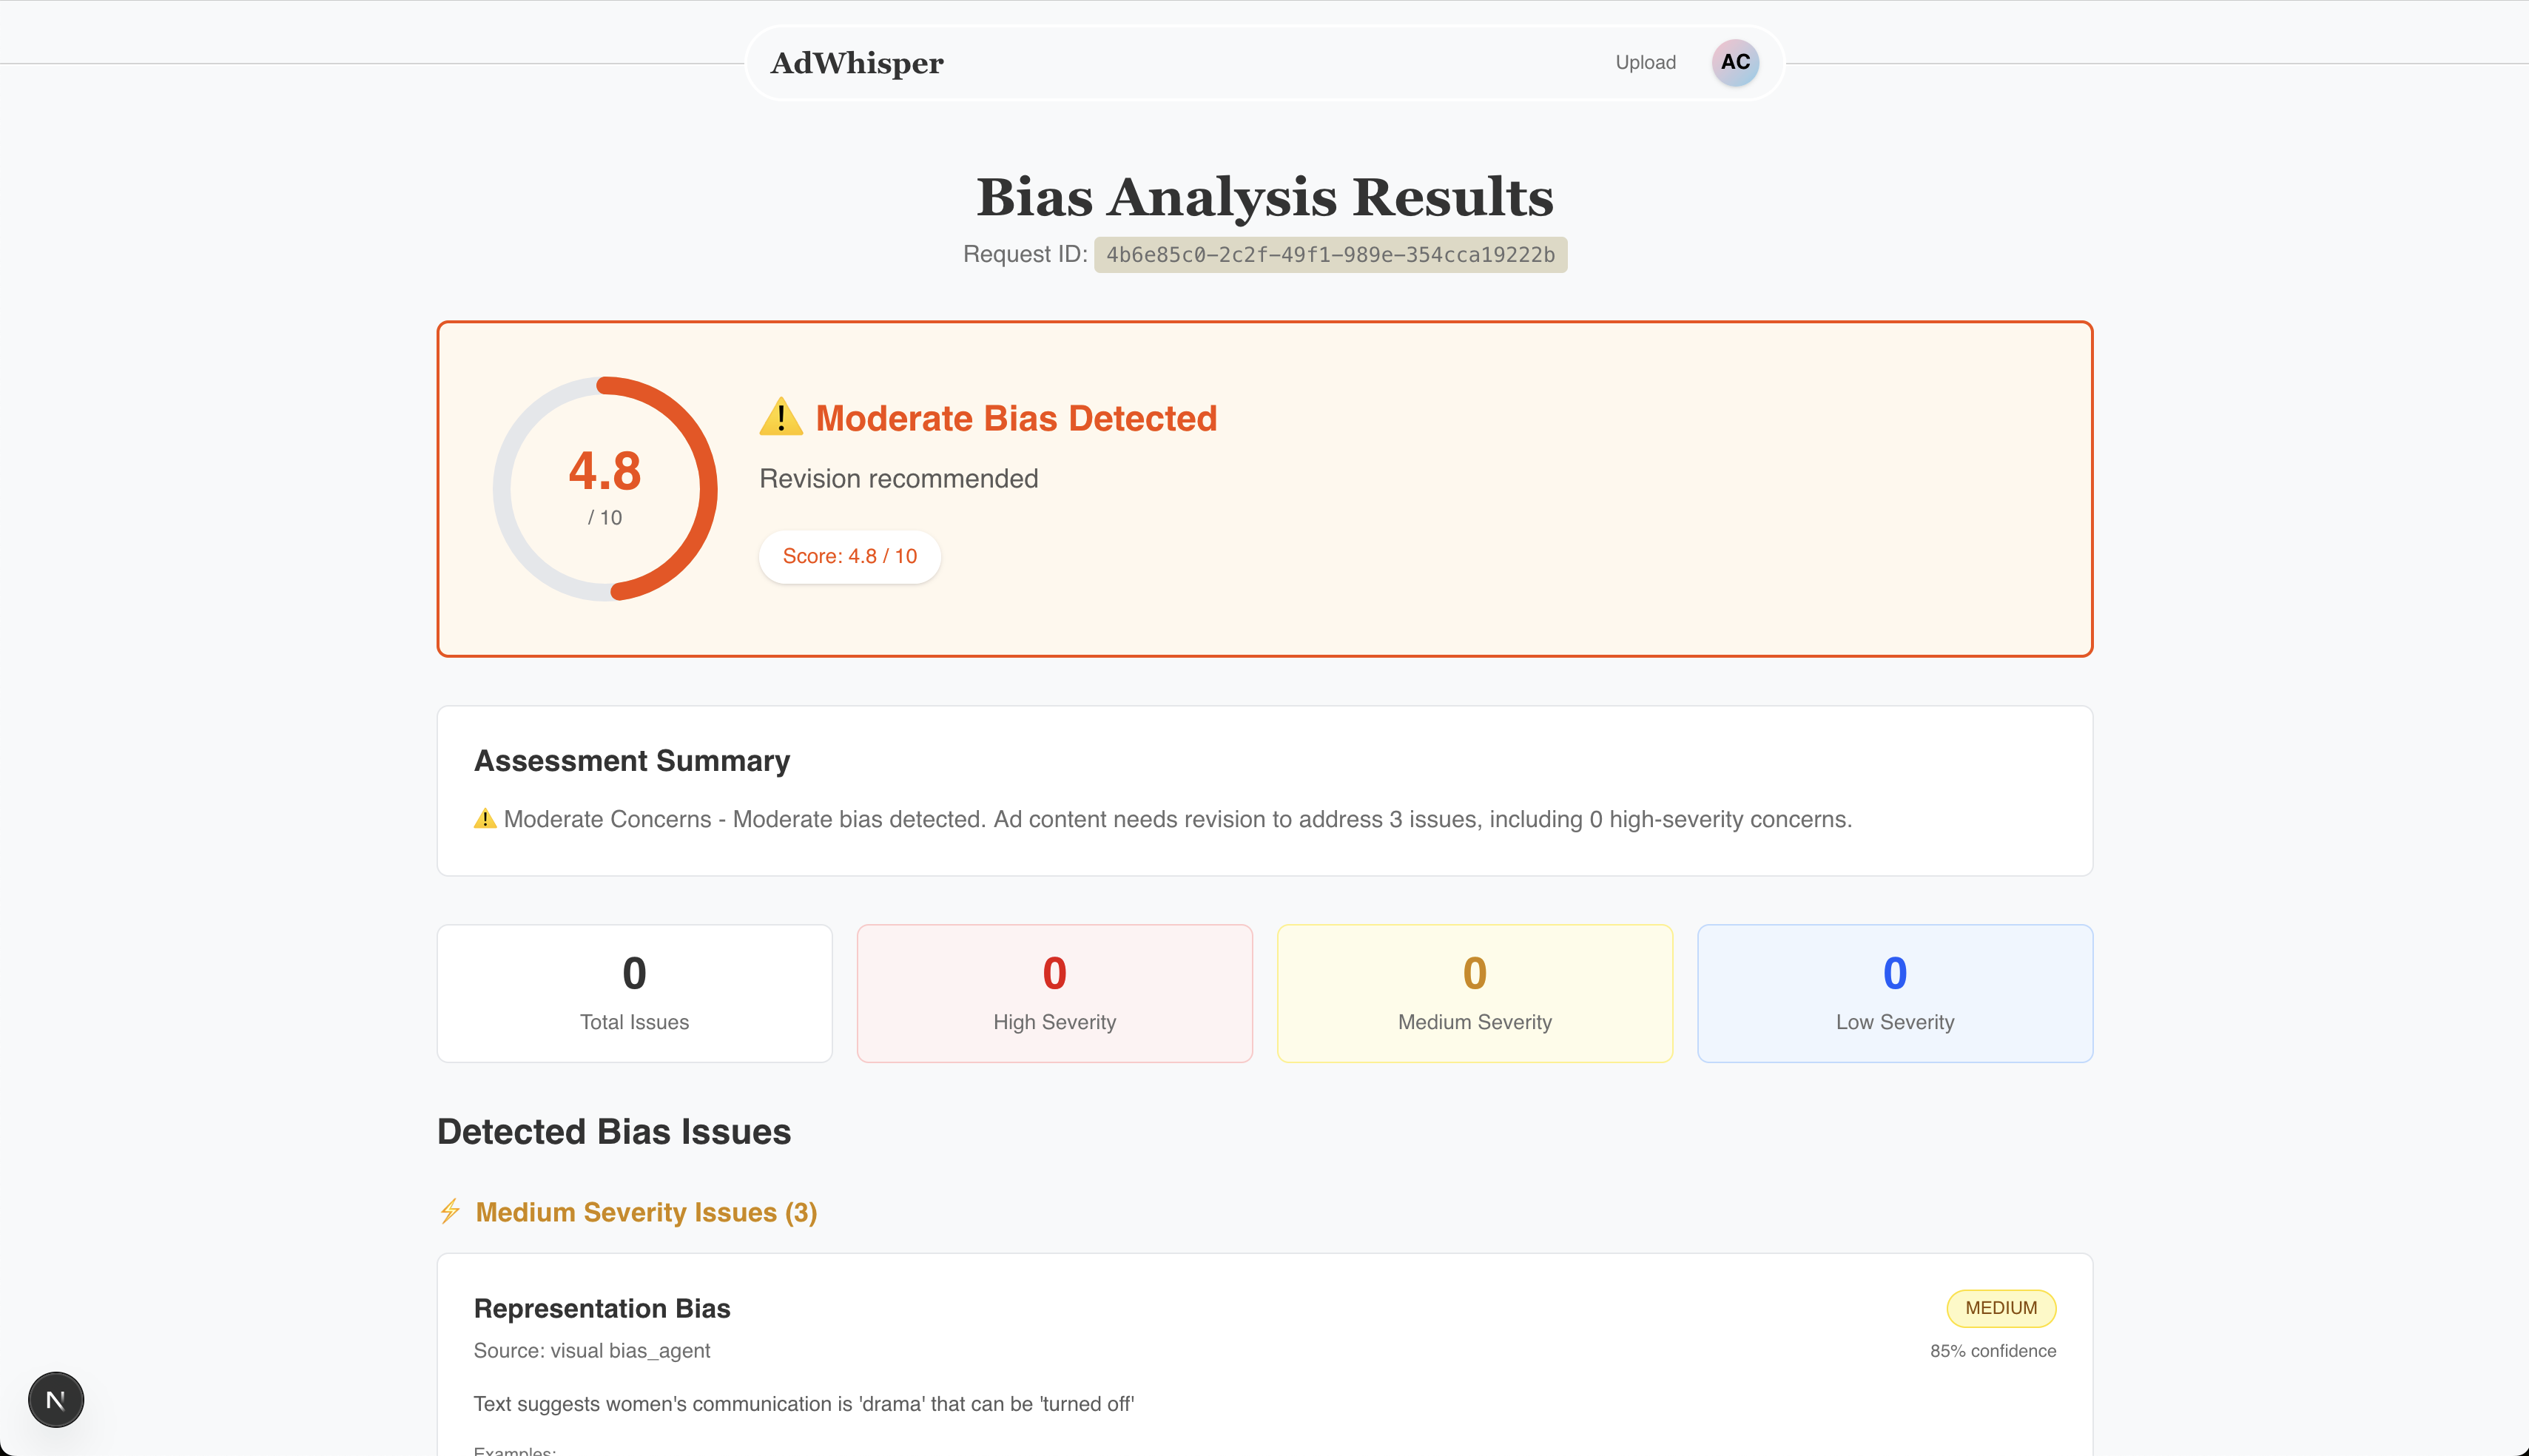 AdWhisper
Upload
AC
Bias Analysis Results
Request ID: 4b6e85c0-2c2f-49f1-989e-354cca19222b
4.8
/ 10
⚠️ Moderate Bias Detected
Revision recommended
Score: 4.8 / 10
Assessment Summary
⚠️ Moderate Concerns - Moderate bias detected. Ad content needs revision to address 3 issues, including 0 high-severity concerns.
0
Total Issues
0
High Severity
0
Medium Severity
0
Low Severity
Detected Bias Issues
⚡ Medium Severity Issues (3)
Representation Bias
MEDIUM
Source: visual bias_agent
85% confidence
Text suggests women's communication is 'drama' that can be 'turned off'
Examples:
N